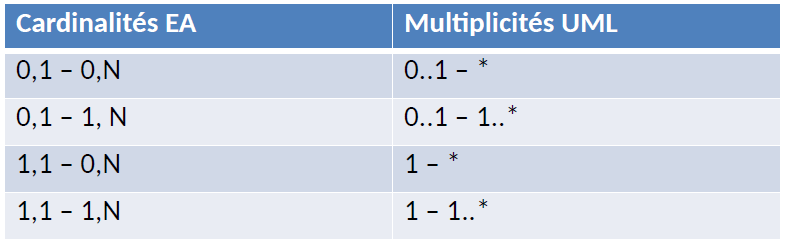 Cardinalités EA Multiplicités UML
0,1 – 0,N 0..1 – *
0,1 – 1, N 0..1 – 1..*
1,1 – 0,N 1 – *
1,1 – 1,N 1 – 1..*